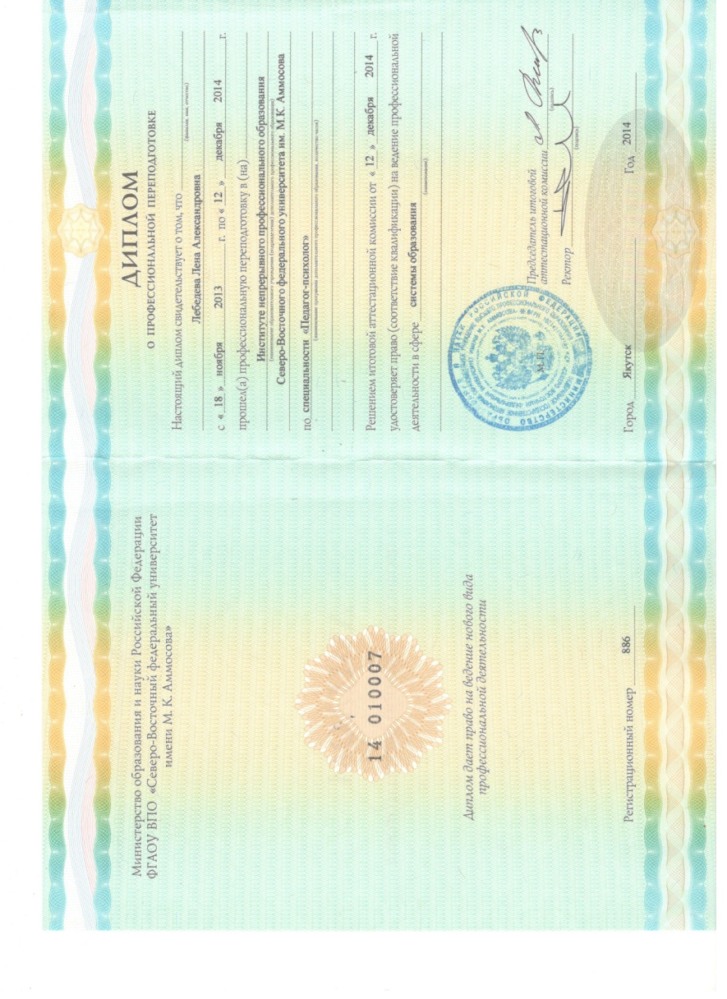 Министерство образования и науки Российской Федерации
ФГАОУ ВПО «Северо-Восточный федеральный университет
имени М. К. Аммосова»
14 010007
Диплом дает право на ведение нового вида
профессиональной деятельности
Регистрационный номер 886
ДИПЛОМ
О ПРОФЕССИОНАЛЬНОЙ ПЕРЕПОДГОТОВКЕ
Настоящий диплом свидетельствует о том, что
(фамилия, имя, отчество)
Лебедева Лена Александровна
с « 18 » ноября 2013 г. по « 12 » декабря 2014 г.
прошел(а) профессиональную переподготовку в (на)
Институте непрерывного профессионального образования
(наименование образовательного учреждения (подразделения) дополнительного профессионального образования)
Северо-Восточного федерального университета им. М.К. Аммосова
по специальности «Педагог-психолог»
(наименование программы дополнительного профессионального образования, количество часов)
Решением итоговой аттестационной комиссии от « 12 » декабря 2014 г.
удостоверяет право (соответствие квалификации) на ведение профессиональной
деятельности в сфере системы образования
(наименование)
Председатель итоговой
аттестационной комиссии
(подпись)
Ректор
(подпись)
М.П.
Город Якутск Год 2014